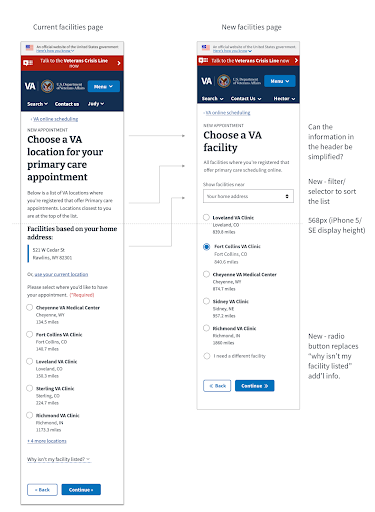 Current facilities page
An official website of the United States government
Here's how you know
Talk to the Veterans Crisis Line
now
VA
U.S. Department
of Veterans Affairs
Menu
Search
Contact us
Judy
‹ VA online scheduling
NEW APPOINTMENT
Choose a VA
location for your
primary care
appointment
Below is a list of VA locations where
you're registered that offer Primary care
appointments. Locations closest to you
are at the top of the list.
Facilities based on your home
address:
521 W Cedar St
Rawlins, WY 82301
Or, use your current location
Please select where you'd like to have
your appointment. (*Required)
Cheyenne VA Medical Center
Cheyenne, WY
134.5 miles
Fort Collins VA Clinic
Fort Collins, CO
140.7 miles
Loveland VA Clinic
Loveland, CO
150.3 miles
Sterling VA Clinic
Sterling, CO
224.7 miles
Richmond VA Clinic
Richmond, IN
1173.3 miles
+ 4 more locations
Why isn't my facility listed?
« Back
Continue »
New facilities page
An official website of the United States government
Here's how you know
Talk to the Veterans Crisis Line now
VA
U.S. Department
of Veterans Affairs
Menu
Search
Contact Us
Hector
‹ VA online scheduling
NEW APPOINTMENT
Choose a VA
facility
All facilities where you're registered that
offer primary care scheduling online.
Show facilities near
Your home address
Loveland VA Clinic
Loveland, CO
839.8 miles
Fort Collins VA Clinic
Fort Collins, CO
840.6 miles
Cheyenne VA Medical Center
Cheyenne, WY
874.7 miles
Sidney VA Clinic
Sidney, NE
957.2 miles
Richmond VA Clinic
Richmond, IN
1860 miles
I need a different facility
« Back
Continue »
Can the
information in
the header be
simplified?
New - filter/
selector to sort
the list
568px (iPhone 5/
SE display height)
New - radio
button replaces
"why isn't my
facility listed"
add'l info.